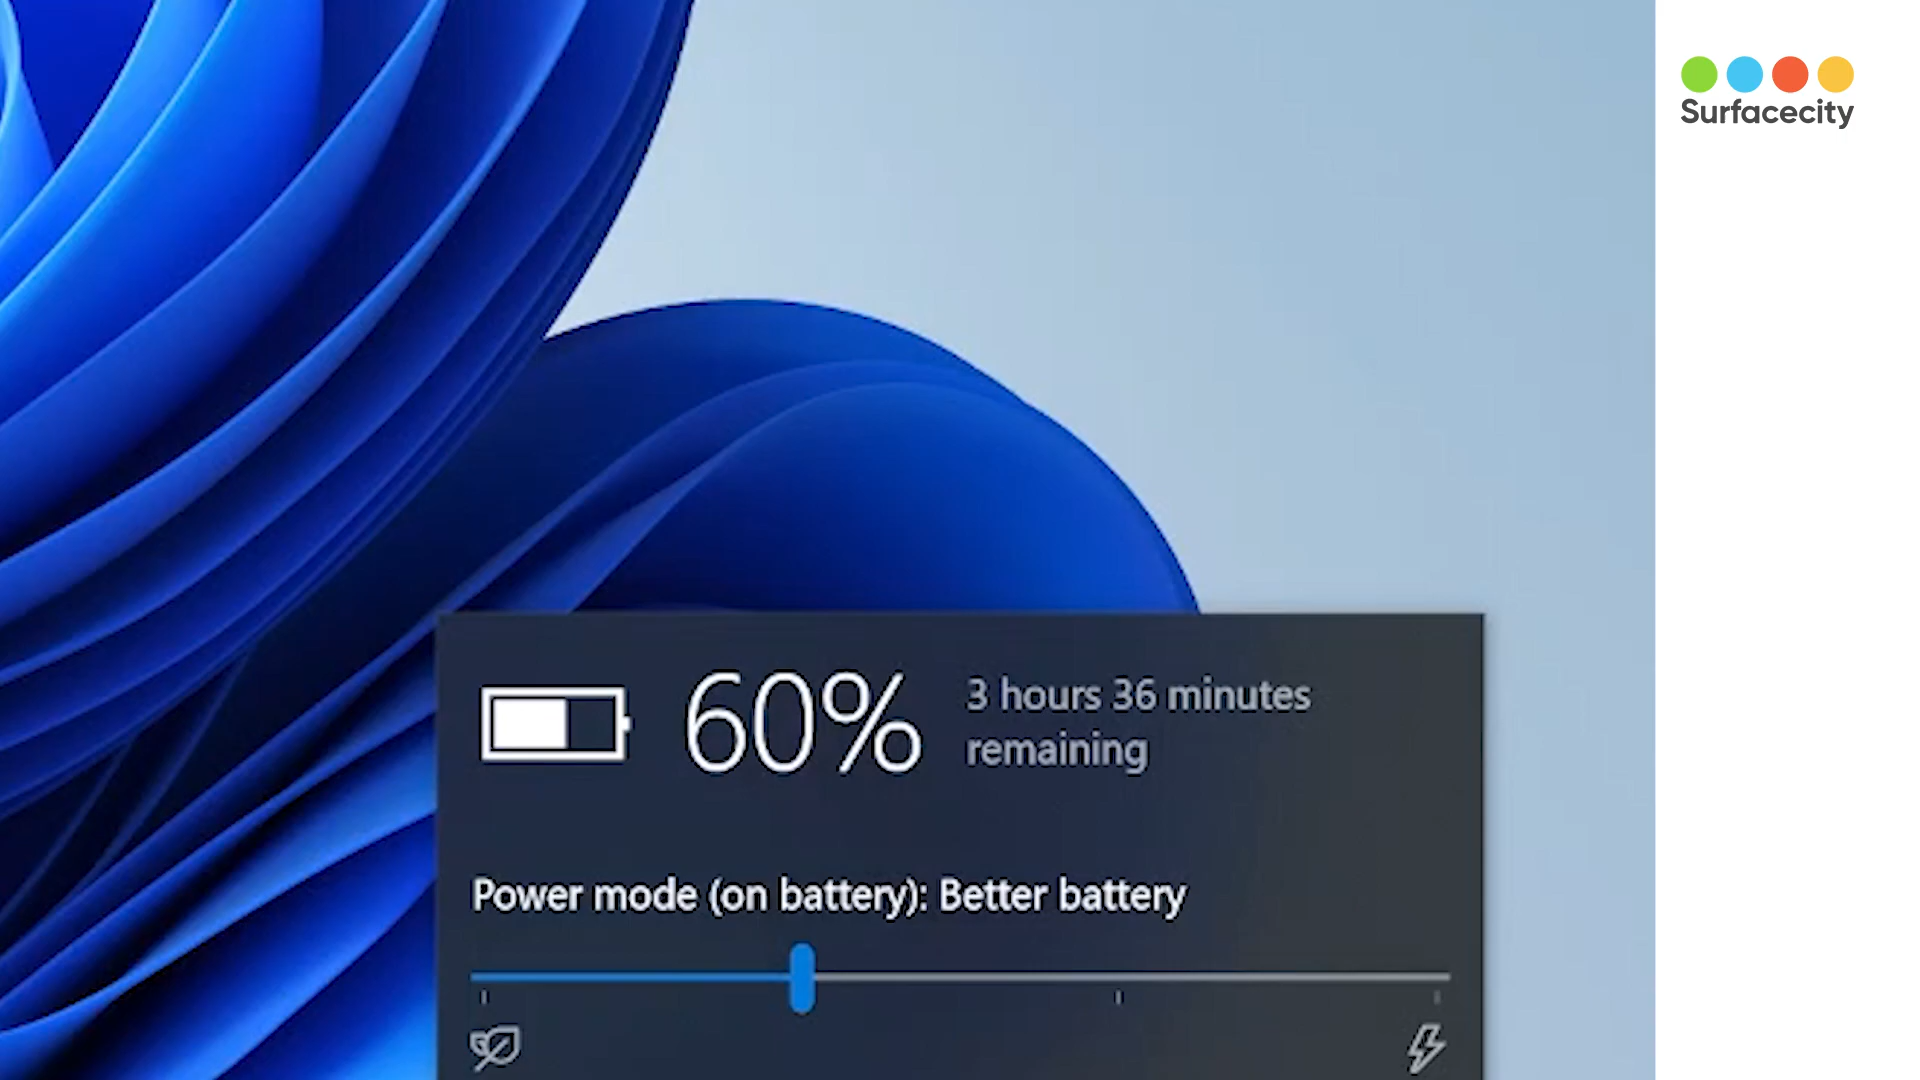 Surfacecity
60%
3 hours 36 minutes
remaining
Power mode (on battery): Better battery